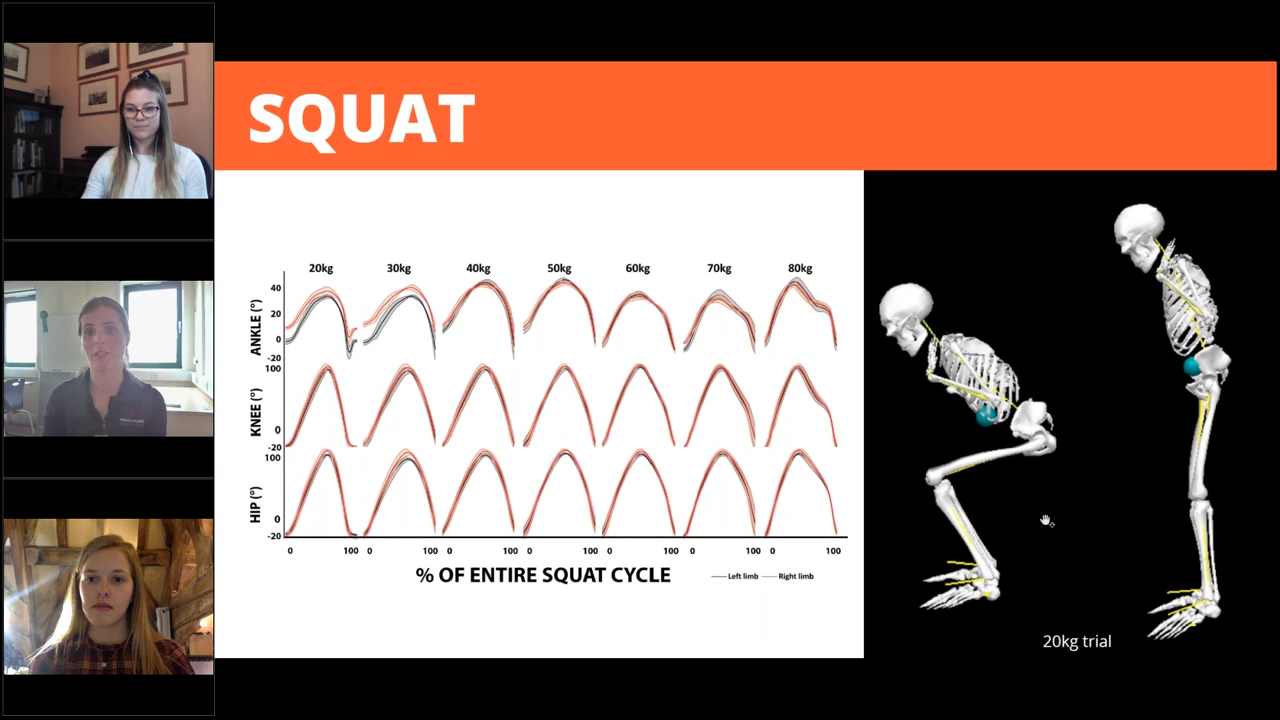 SQUAT
20kg 30kg 40kg 50kg 60kg 70kg 80kg
ANKLE (°)
40
20
0
-20
KNEE (°)
100
0
-20
HIP (°)
100
0
-20
0 100 0 100 0 100 0 100 0 100 0 100 0 100
% OF ENTIRE SQUAT CYCLE
Left limb Right limb
20kg trial